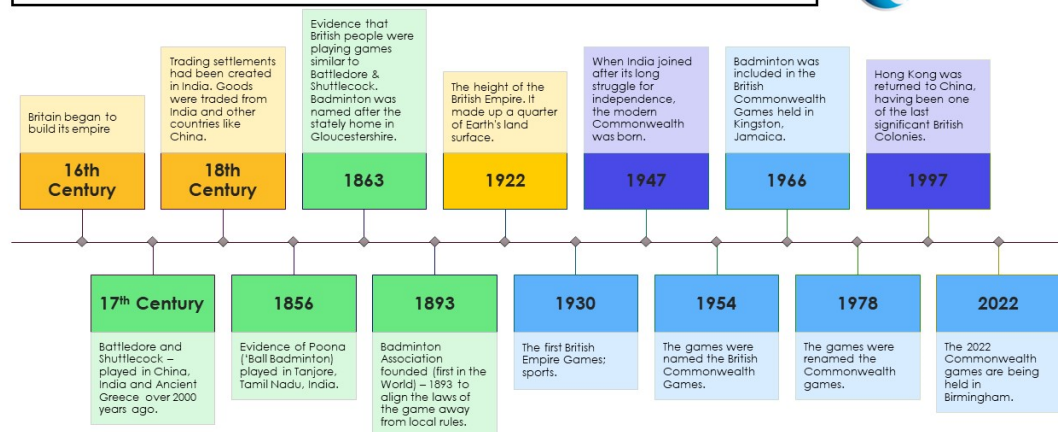 Britain began to
build its empire
16th
Century
Trading settlements
had been created
in India. Goods
were traded from
India and other
countries like
China.
18th
Century
Evidence that
British people were
playing games
similar to
Battledore &
Shuttlecock.
Badminton was
named after the
stately home in
Gloucestershire.
1863
The height of the
British Empire. It
made up a quarter
of Earth's land
surface.
1922
When India joined
after its long
struggle for
independence,
the modern
Commonwealth
was born.
1947
Badminton was
included in the
British
Commonwealth
Games held in
Kingston,
Jamaica.
1966
Hong Kong was
returned to China,
having been one of
the last
significant British
Colonies.
1997
17th Century
Battledore and
Shuttlecock –
played in China,
India and Ancient
Greece over 2000
years ago.
1856
Evidence of Poona
('Ball Badminton)
played in Tanjore,
Tamil Nadu, India.
1893
Badminton
Association
founded (first in the
World) – 1893 to
align the laws of
the game away
from local rules.
1930
The first British
Empire Games;
sports.
1954
The games were
named the British
Commonwealth
Games.
1978
The games were
renamed the
Commonwealth
games.
2022
The 2022
Commonwealth
games are being
held in
Birmingham.